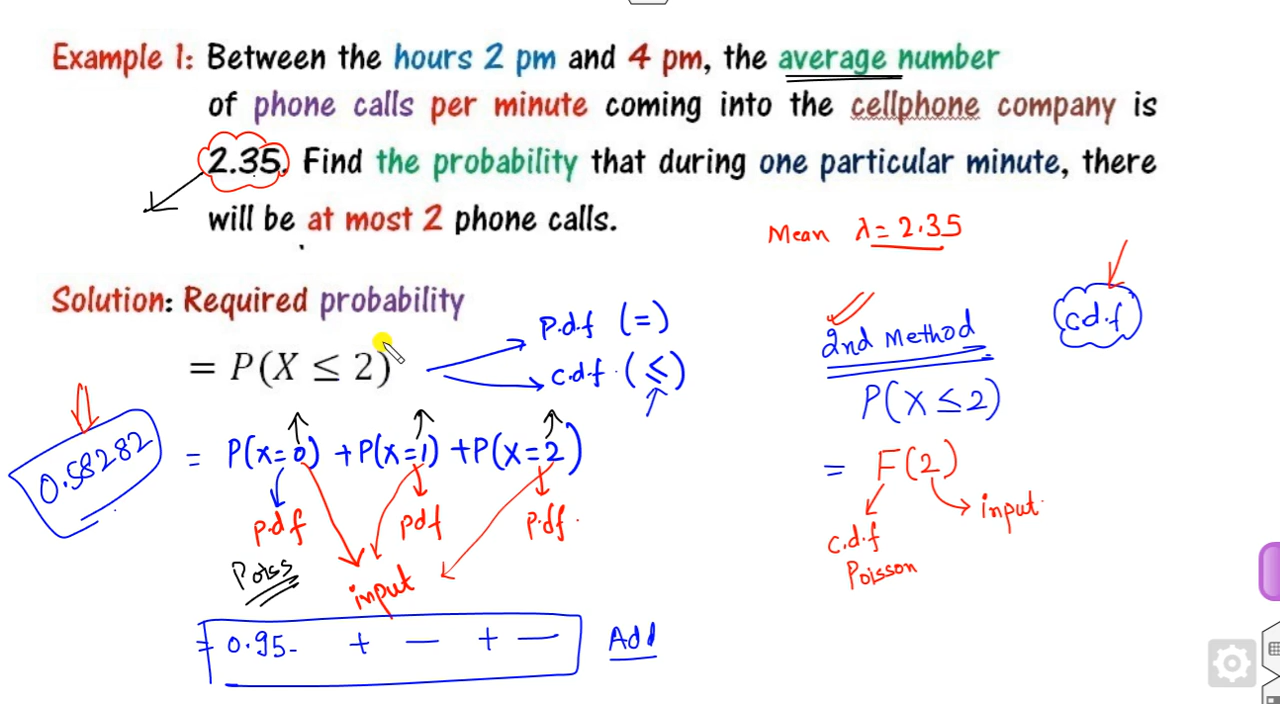 Example 1: Between the hours 2 pm and 4 pm, the average number
of phone calls per minute coming into the cellphone company is
2.35. Find the probability that during one particular minute, there
will be at most 2 phone calls.
Mean λ = 2.35
Solution: Required probability
= P(X ≤ 2)
p.d.f (=)
c.d.f. (≤)
0.58282
= P(x=0) + P(x=1) + P(x=2)
p.d.f
pdf
p.df.
Poiss
input
= 0.95- + — + —
Add
2nd Method
c.d.f
P(X ≤ 2)
= F(2)
input.
c.d.f
Poisson